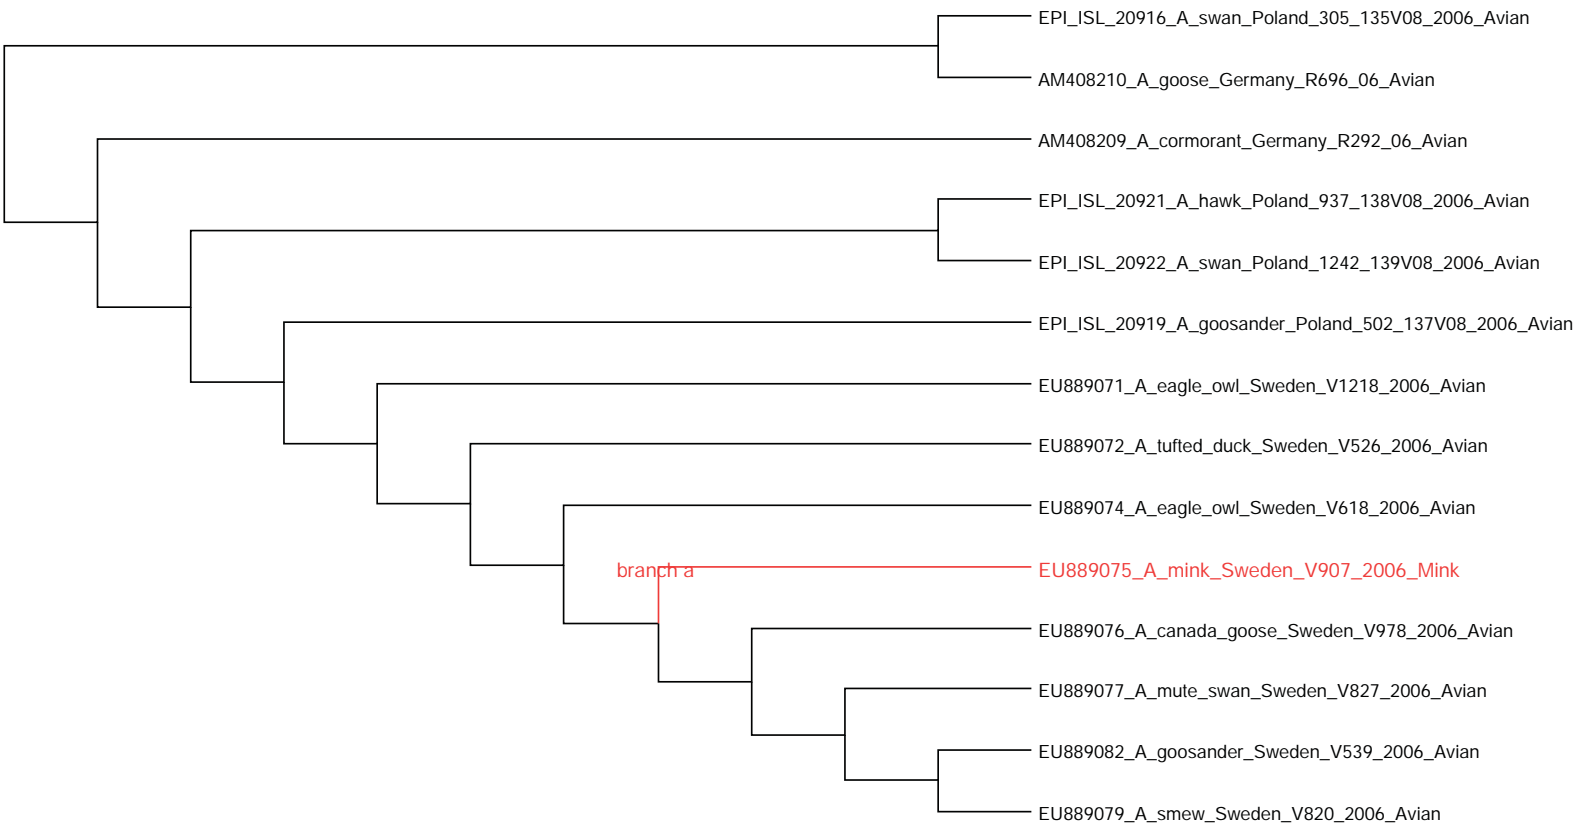 EPI_ISL_20916_A_swan_Poland_305_135V08_2006_Avian
AM408210_A_goose_Germany_R696_06_Avian
AM408209_A_cormorant_Germany_R292_06_Avian
EPI_ISL_20921_A_hawk_Poland_937_138V08_2006_Avian
EPI_ISL_20922_A_swan_Poland_1242_139V08_2006_Avian
EPI_ISL_20919_A_goosander_Poland_502_137V08_2006_Avian
EU889071_A_eagle_owl_Sweden_V1218_2006_Avian
EU889072_A_tufted_duck_Sweden_V526_2006_Avian
EU889074_A_eagle_owl_Sweden_V618_2006_Avian
branch a
EU889075_A_mink_Sweden_V907_2006_Mink
EU889076_A_canada_goose_Sweden_V978_2006_Avian
EU889077_A_mute_swan_Sweden_V827_2006_Avian
EU889082_A_goosander_Sweden_V539_2006_Avian
EU889079_A_smew_Sweden_V820_2006_Avian